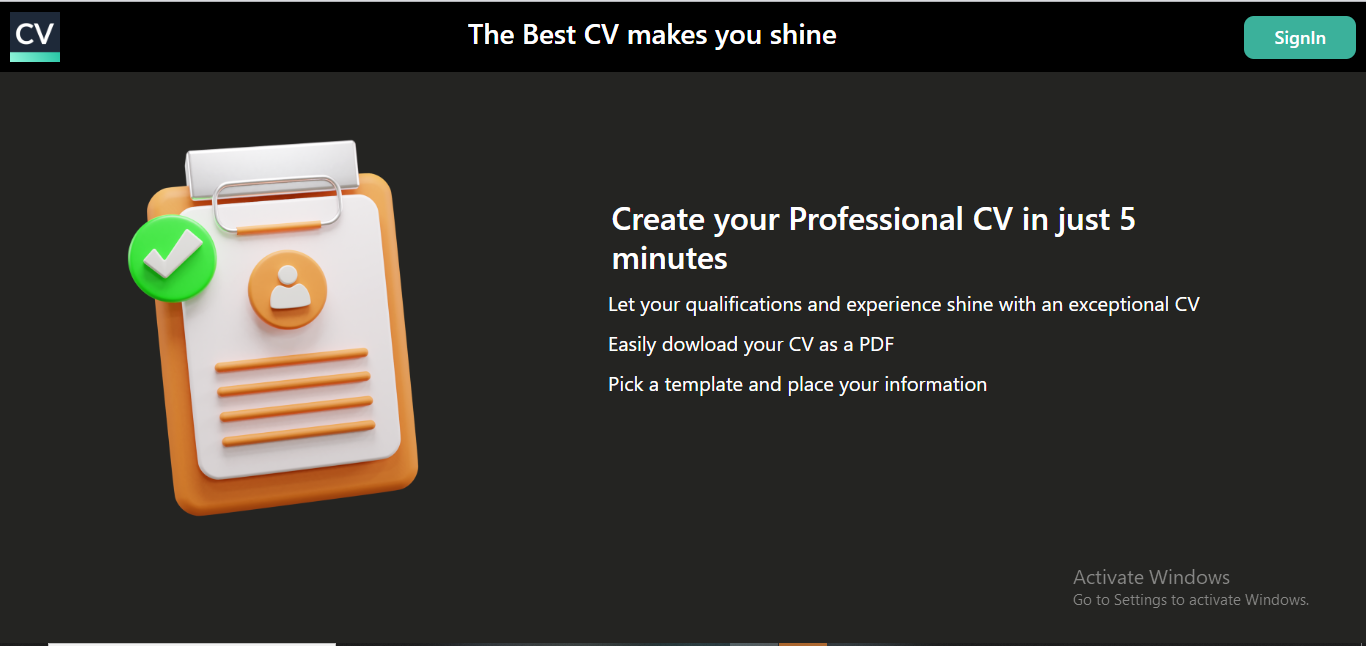 CV
The Best CV makes you shine
SignIn
Create your Professional CV in just 5
minutes
Let your qualifications and experience shine with an exceptional CV
Easily dowload your CV as a PDF
Pick a template and place your information
Activate Windows
Go to Settings to activate Windows.